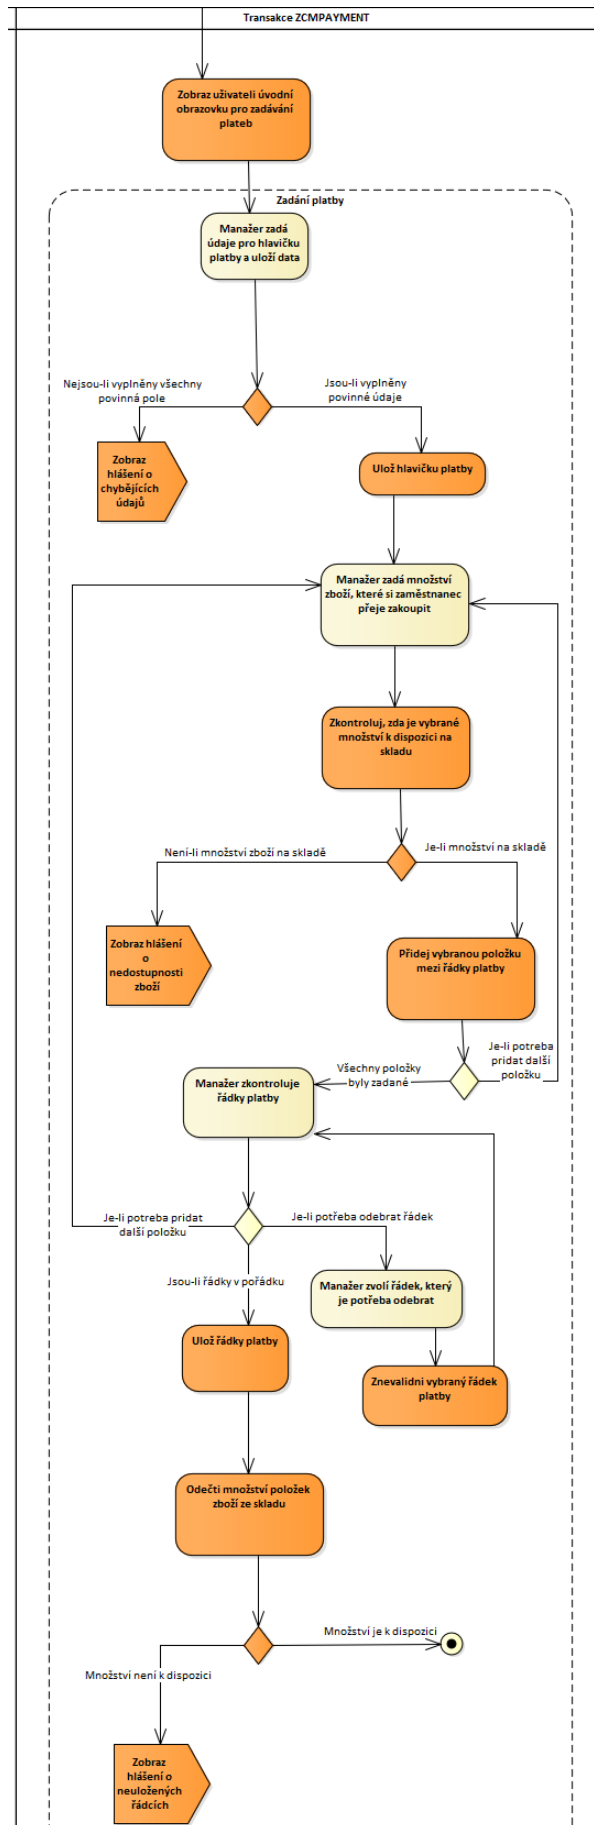 Transakce ZCMPAYMENT
Zobraz uživateli úvodní
obrazovku pro zadávání
plateb
Zadání platby
Manažer zadá
údaje pro hlavičku
platby a uloží data
Nejsou-li vyplněny všechny
povinná pole
Jsou-li vyplněny
povinné údaje
Zobraz
hlášení o
chybějících
údajů
Ulož hlavičku platby
Manažer zadá množství
zboží, které si zaměstnanec
přeje zakoupit
Zkontroluj, zda je vybrané
množství k dispozici na
skladu
Není-li množství zboží na skladě
Je-li množství na skladě
Zobraz hlášení
o
nedostupnosti
zboží
Přidej vybranou položku
mezi řádky platby
Je-li potreba
pridat další
položku
Všechny položky
byly zadané
Manažer zkontroluje
řádky platby
Je-li potreba pridat
další položku
Je-li potřeba odebrat řádek
Jsou-li řádky v pořádku
Manažer zvolí řádek, který
je potřeba odebrat
Ulož řádky platby
Znevalidni vybraný řádek
platby
Odečti množství položek
zboží ze skladu
Množství je k dispozici
Množství není k dispozici
Zobraz
hlášení o
neuložených
řádcích